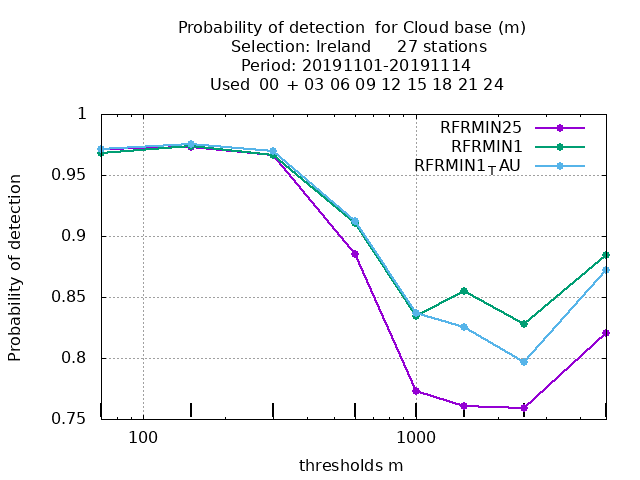 Probability of detection  for Cloud base (m)
Selection: Ireland     27 stations
Period: 20191101-20191114
Used  00 + 03 06 09 12 15 18 21 24
RFRMIN25
RFRMIN1
RFRMIN1TAU
Probability of detection
1
0.95
0.9
0.85
0.8
0.75
100
1000
thresholds m